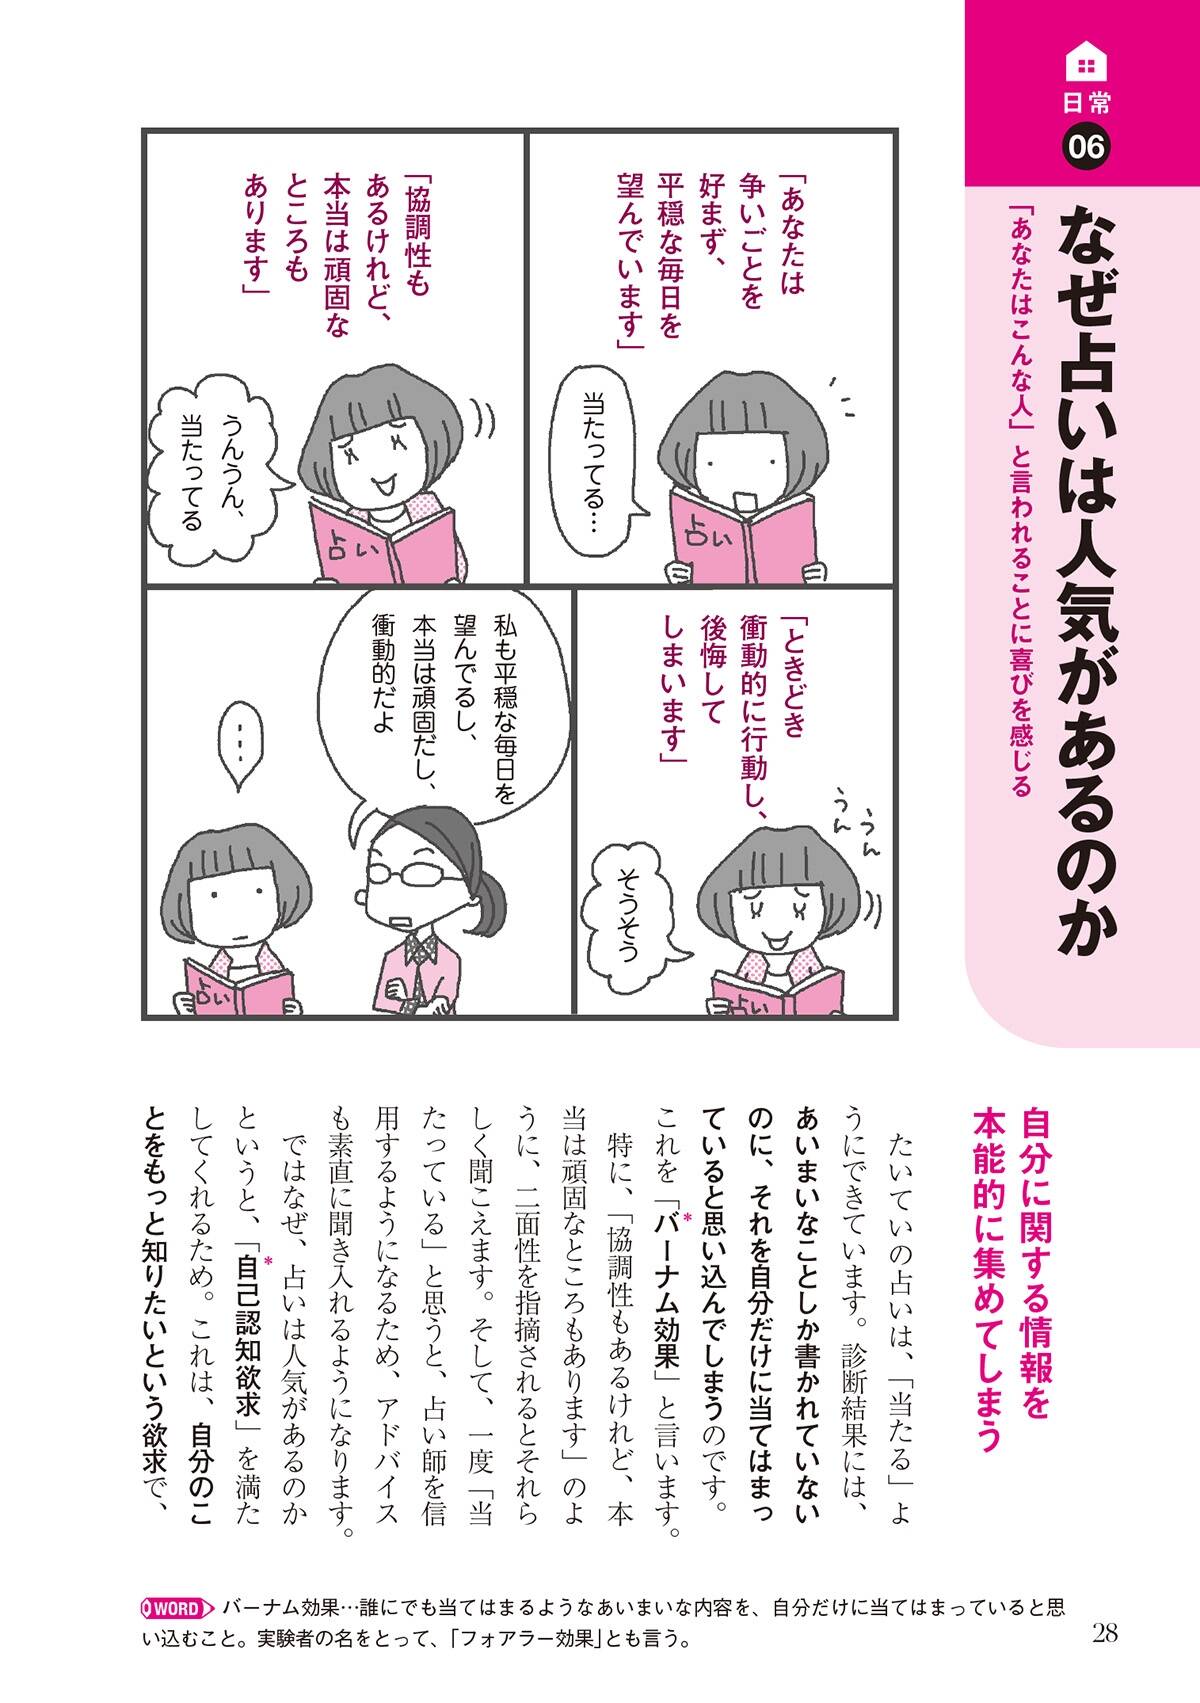 日常
06
なぜ占いは人気があるのか
「あなたはこんな人」と言われることに喜びを感じる
「あなたは
争いごとを
好まず、
平穏な毎日を
望んでいます」
当たってる…
占い
「協調性も
あるけれど、
本当は頑固な
ところも
あります」
うんうん、
当たってる
占い
「ときどき
衝動的に行動し、
後悔して
しまいます」
うん
うん
そうそう
占い
私も平穏な毎日を
望んでるし、
本当は頑固だし、
衝動的だよ
…
占い
自分に関する情報を
本能的に集めてしまう
たいていの占いは、「当たる」よ
うにできています。診断結果には、
あいまいなことしか書かれていない
のに、それを自分だけに当てはまっ
ていると思い込んでしまうのです。
これを「バーナム効果*」と言います。
特に、「協調性もあるけれど、本
当は頑固なところもあります」のよ
うに、二面性を指摘されるとそれら
しく聞こえます。そして、一度「当
たっている」と思うと、占い師を信
用するようになるため、アドバイス
も素直に聞き入れるようになります。
ではなぜ、占いは人気があるのか
というと、「自己認知欲求*」を満た
してくれるため。これは、自分のこ
とをもっと知りたいという欲求で、
WORD バーナム効果…誰にでも当てはまるようなあいまいな内容を、自分だけに当てはまっていると思
い込むこと。実験者の名をとって、「フォアラー効果」とも言う。
28